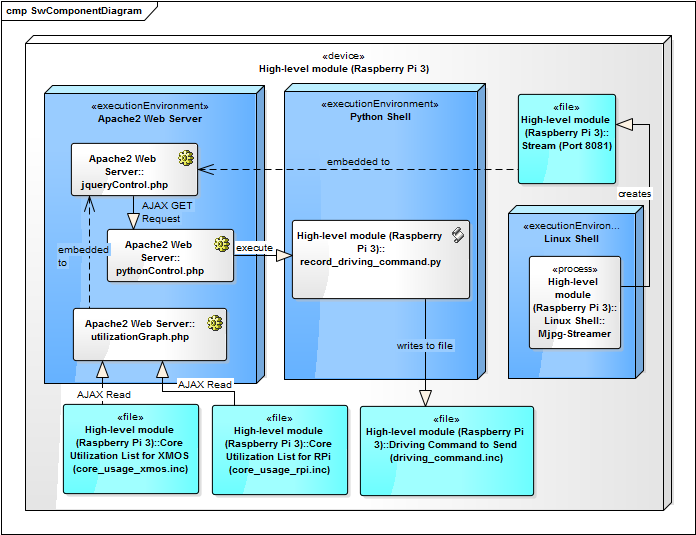 cmp SwComponentDiagram
«device»
High-level module (Raspberry Pi 3)
«executionEnvironment»
Apache2 Web Server
Apache2 Web
Server::
jqueryControl.php
AJAX GET
Request
Apache2 Web
Server::
pythonControl.php
embedded
to
Apache2 Web Server::
utilizationGraph.php
AJAX Read
AJAX Read
execute
«executionEnvironment»
Python Shell
embedded to
High-level module (Raspberry
Pi 3)::
record_driving_command.py
writes to file
«file»
High-level module
(Raspberry Pi 3)::
Stream (Port 8081)
creates
«executionEnviron...
Linux Shell
«process»
High-level
module
(Raspberry Pi 3)::
Linux Shell::
Mjpg-Streamer
«file»
High-level module
(Raspberry Pi 3)::Core
Utilization List for XMOS
(core_usage_xmos.inc)
«file»
High-level module
(Raspberry Pi 3)::Core
Utilization List for RPi
(core_usage_rpi.inc)
«file»
High-level module (Raspberry Pi
3)::Driving Command to Send
(driving_command.inc)